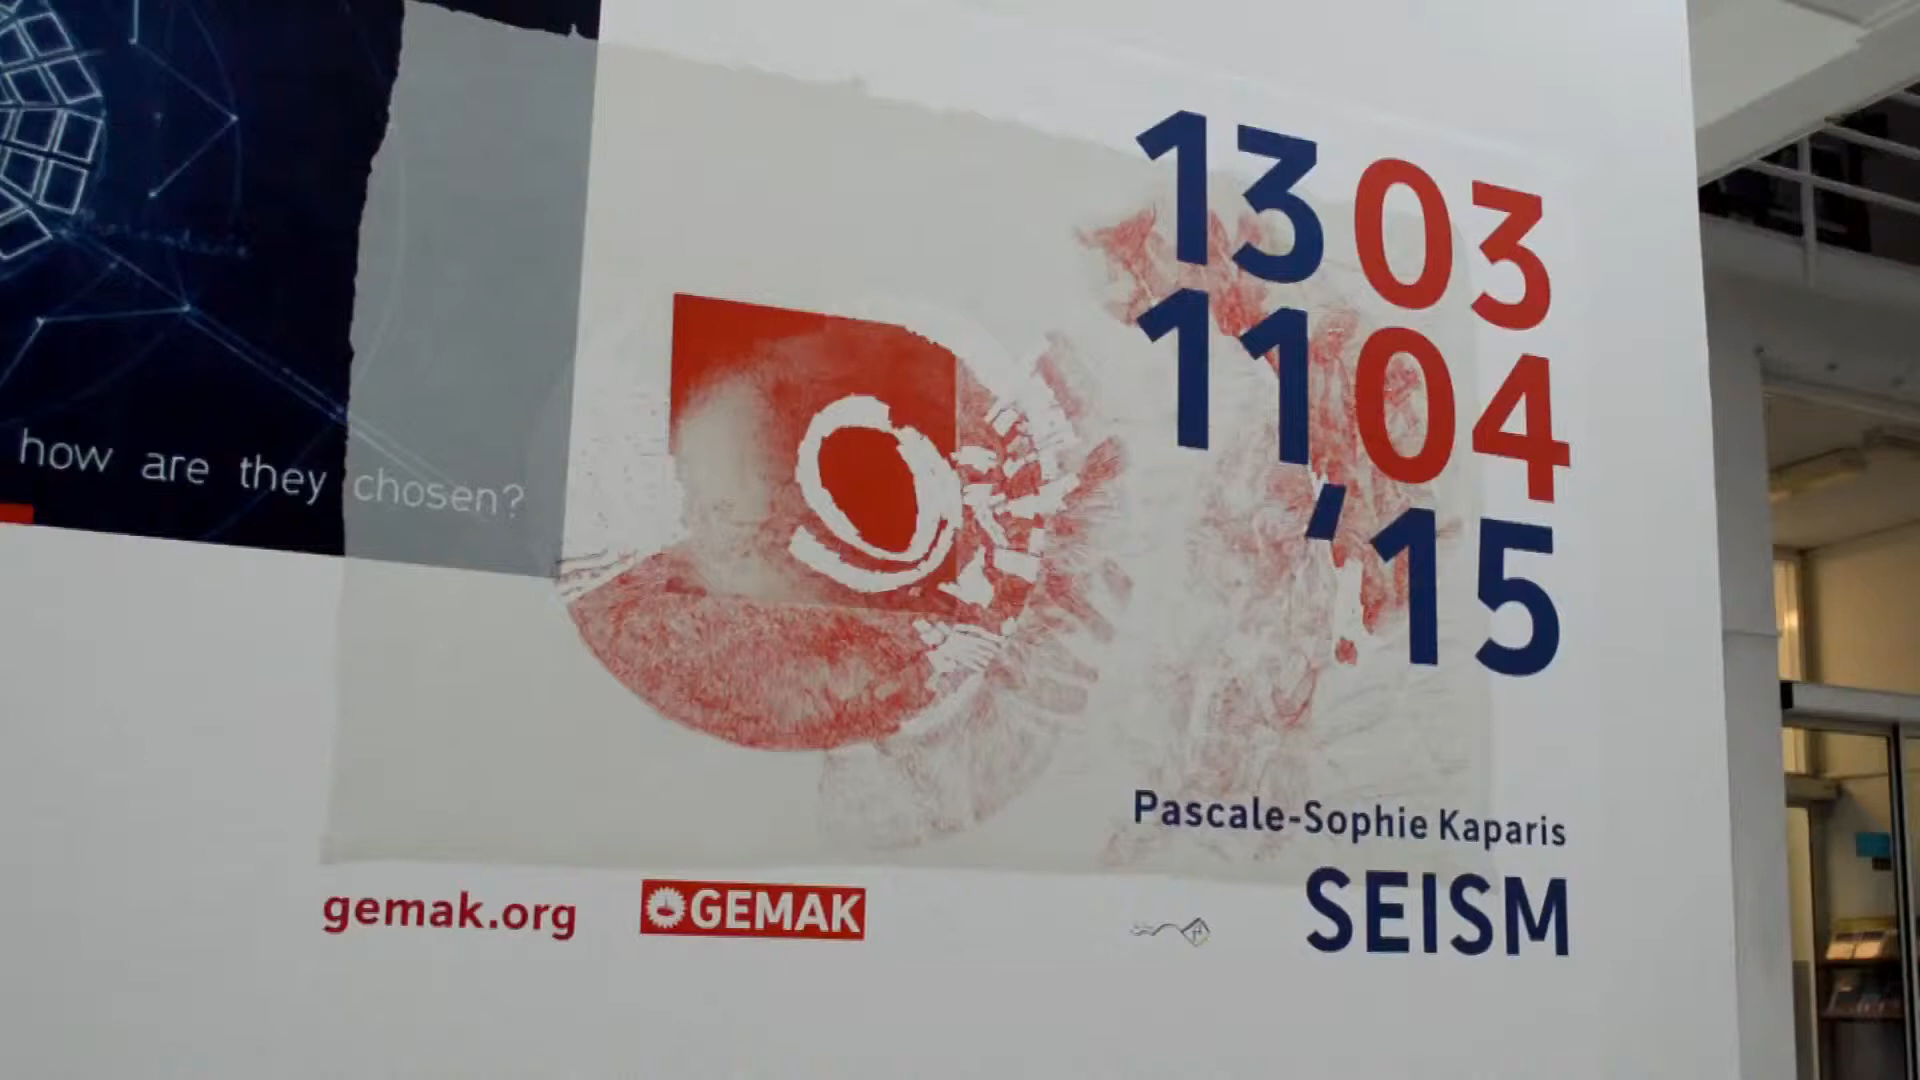 how are they chosen?
13 03
11 04
'15
Pascale-Sophie Kaparis
SEISM
gemak.org
GEMAK